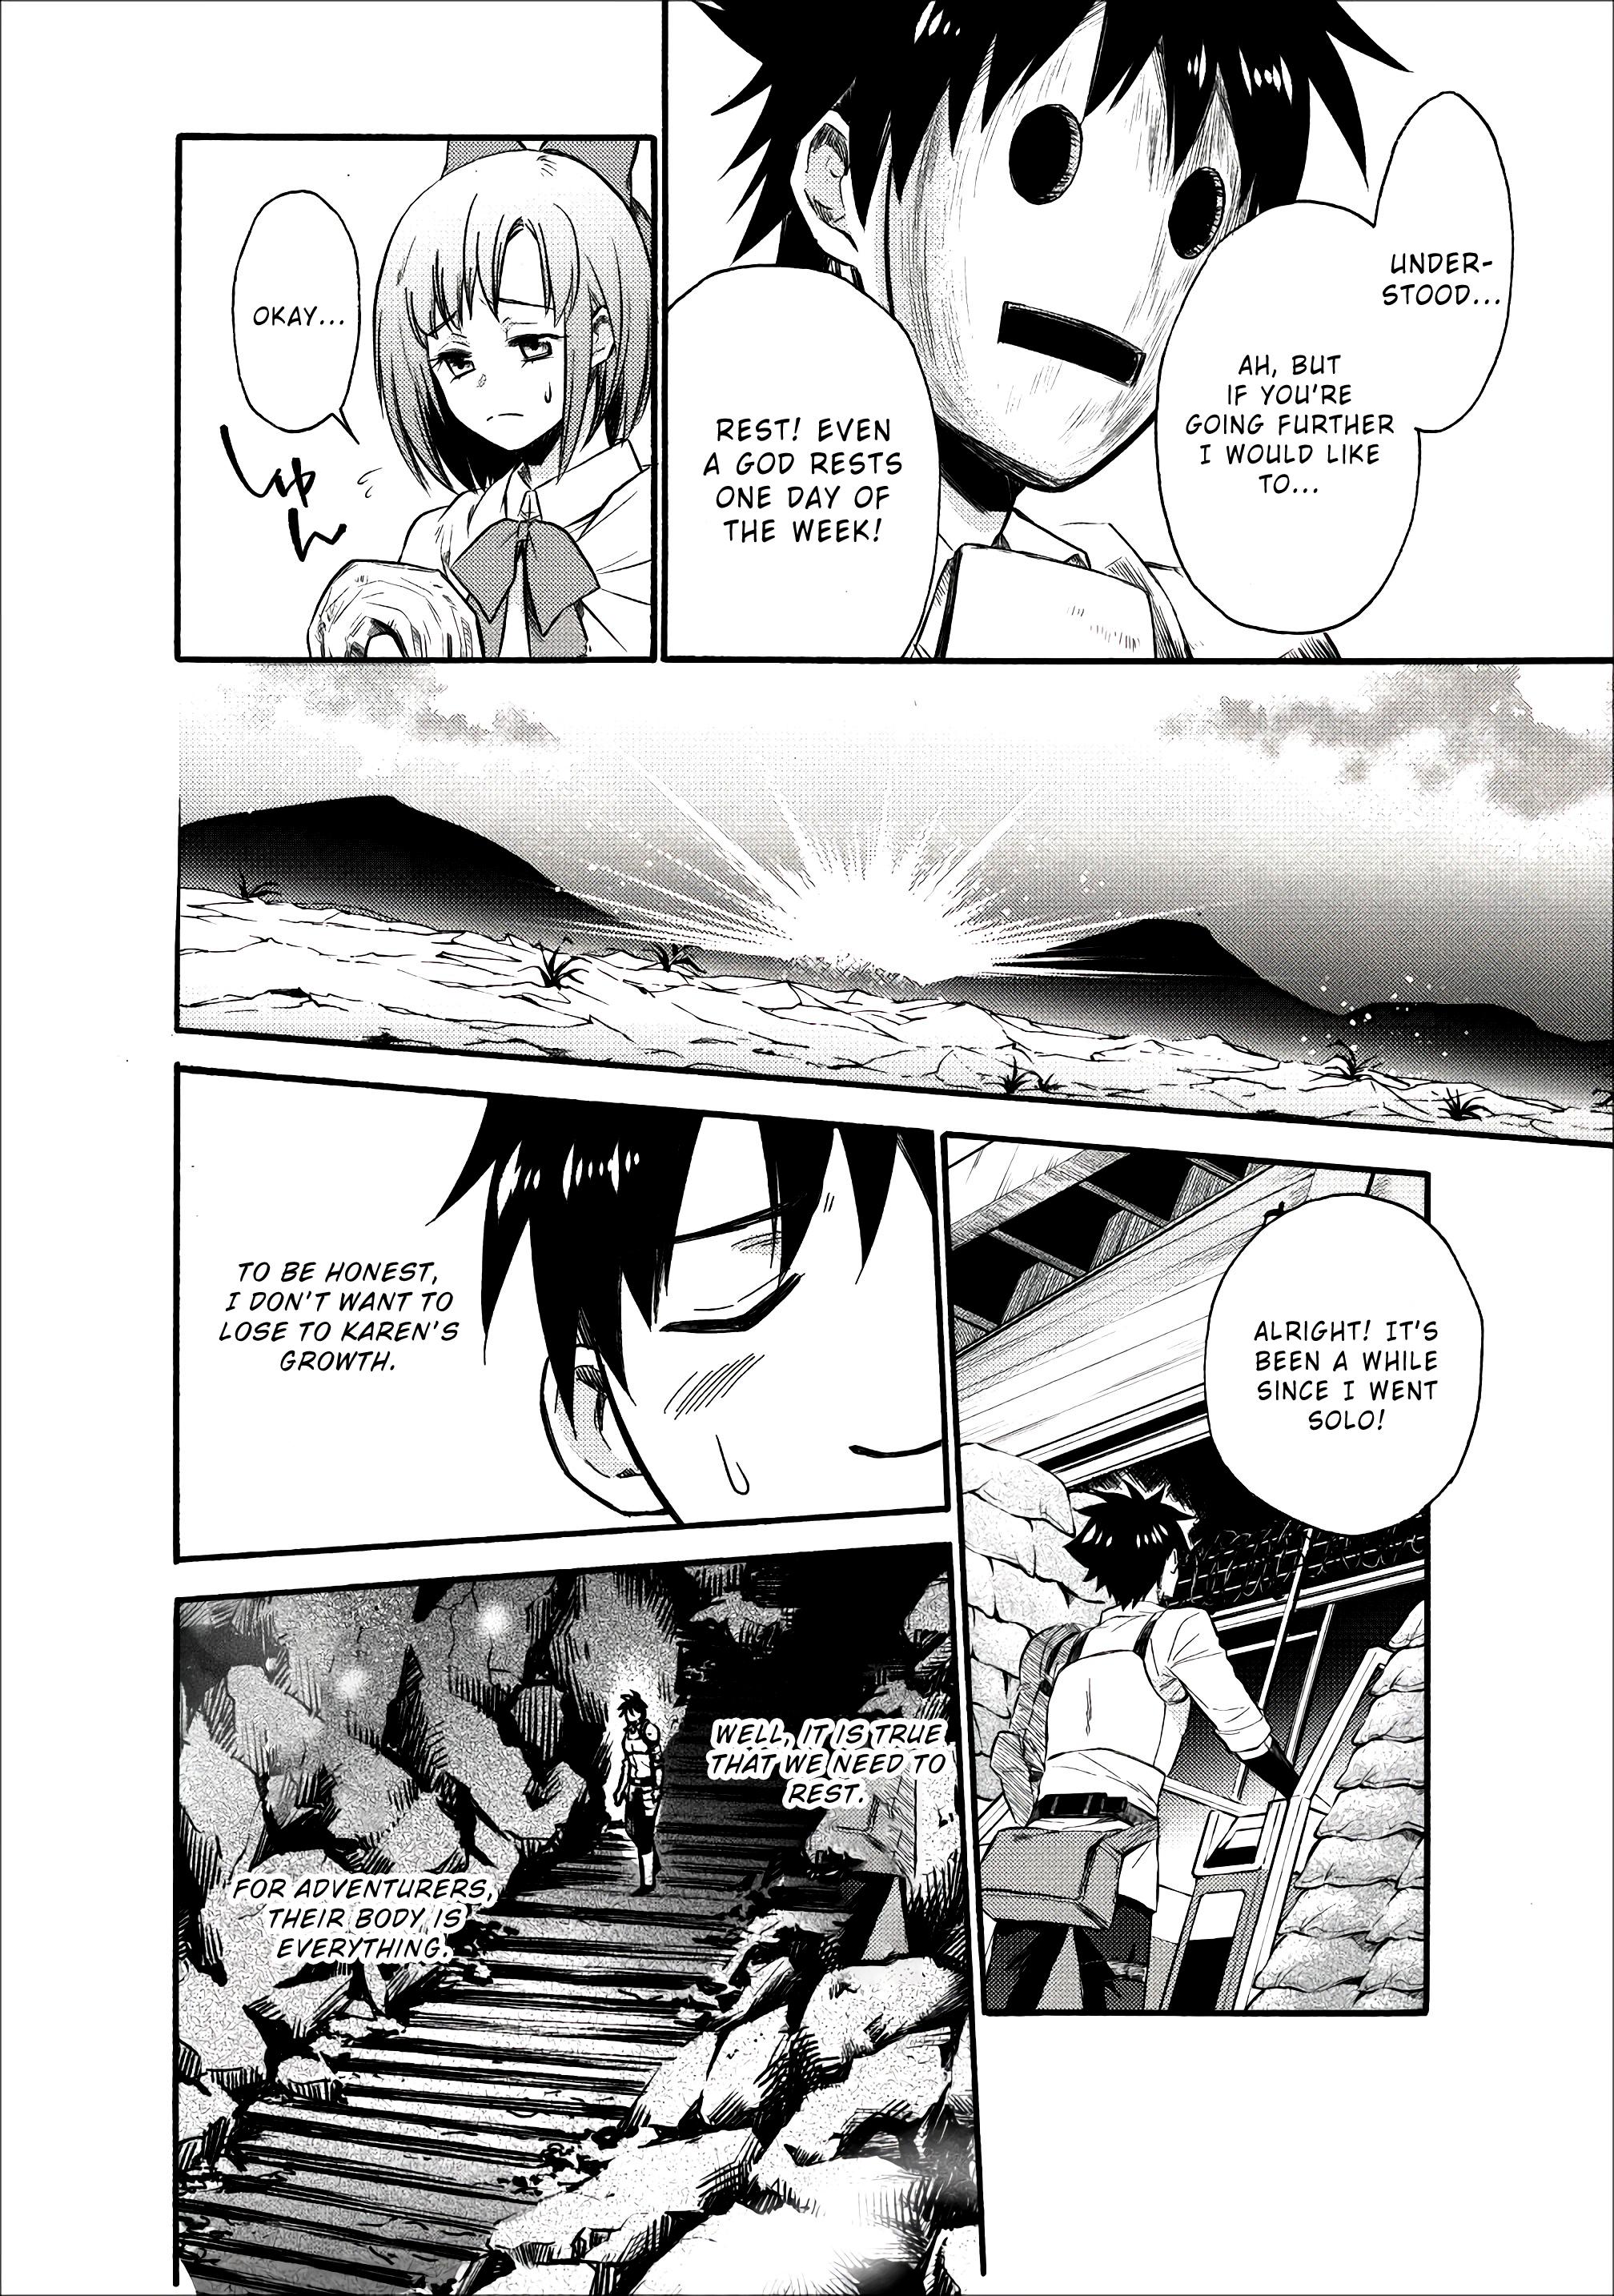 UNDER-
STOOD...
AH, BUT
IF YOU'RE
GOING FURTHER
I WOULD LIKE
TO...
REST! EVEN
A GOD RESTS
ONE DAY OF
THE WEEK!
OKAY...
しゅ
ん
ALRIGHT! IT'S
BEEN A WHILE
SINCE I WENT
SOLO!
TO BE HONEST,
I DON'T WANT TO
LOSE TO KAREN'S
GROWTH.
WELL, IT IS TRUE
THAT WE NEED TO
REST.
FOR ADVENTURERS,
THEIR BODY IS
EVERYTHING.